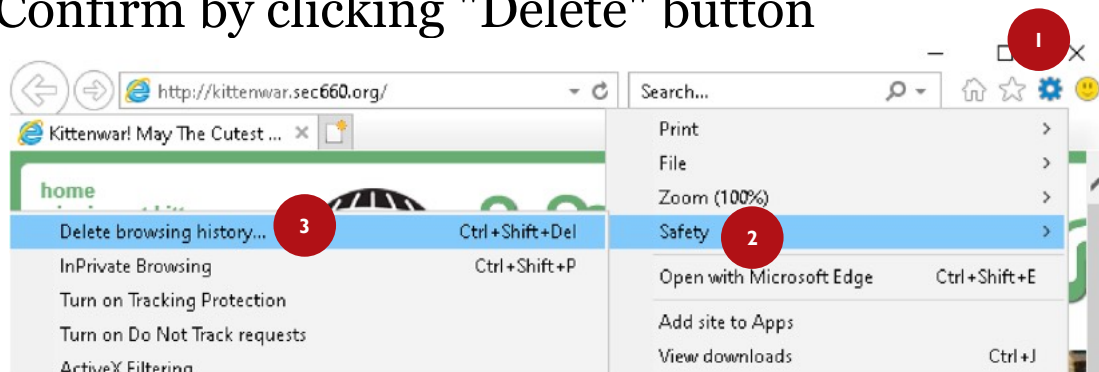 Confirm by clicking "Delete" button
1
http://kittenwar.sec660.org/
Search...
Kittenwar! May The Cutest ...
Print
File
home
Zoom (100%)
Delete browsing history... 3 Ctrl+Shift+Del
Safety 2
InPrivate Browsing Ctrl+Shift+P
Open with Microsoft Edge Ctrl+Shift+E
Turn on Tracking Protection
Add site to Apps
Turn on Do Not Track requests
View downloads Ctrl+J
ActiveX Filtering